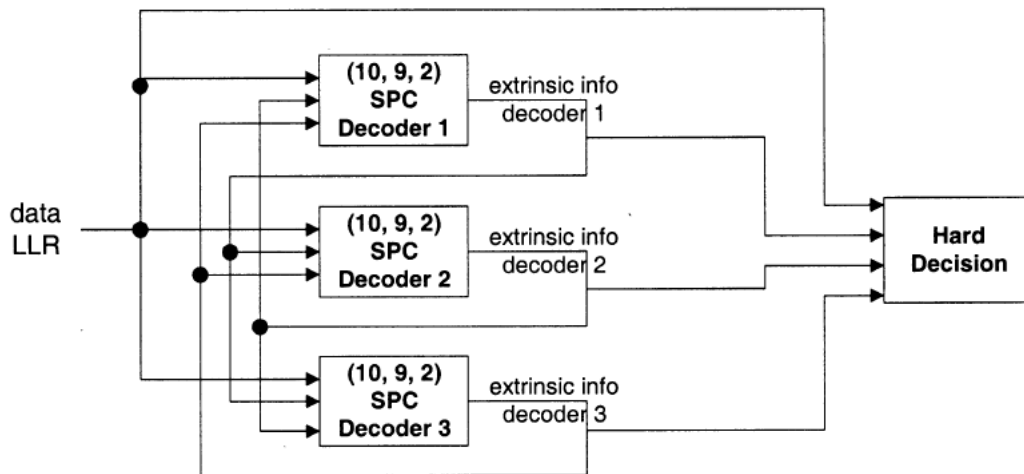 (10, 9, 2)
SPC
Decoder 1
extrinsic info
decoder 1
data
LLR
(10, 9, 2)
SPC
Decoder 2
extrinsic info
decoder 2
Hard
Decision
(10, 9, 2)
SPC
Decoder 3
extrinsic info
decoder 3